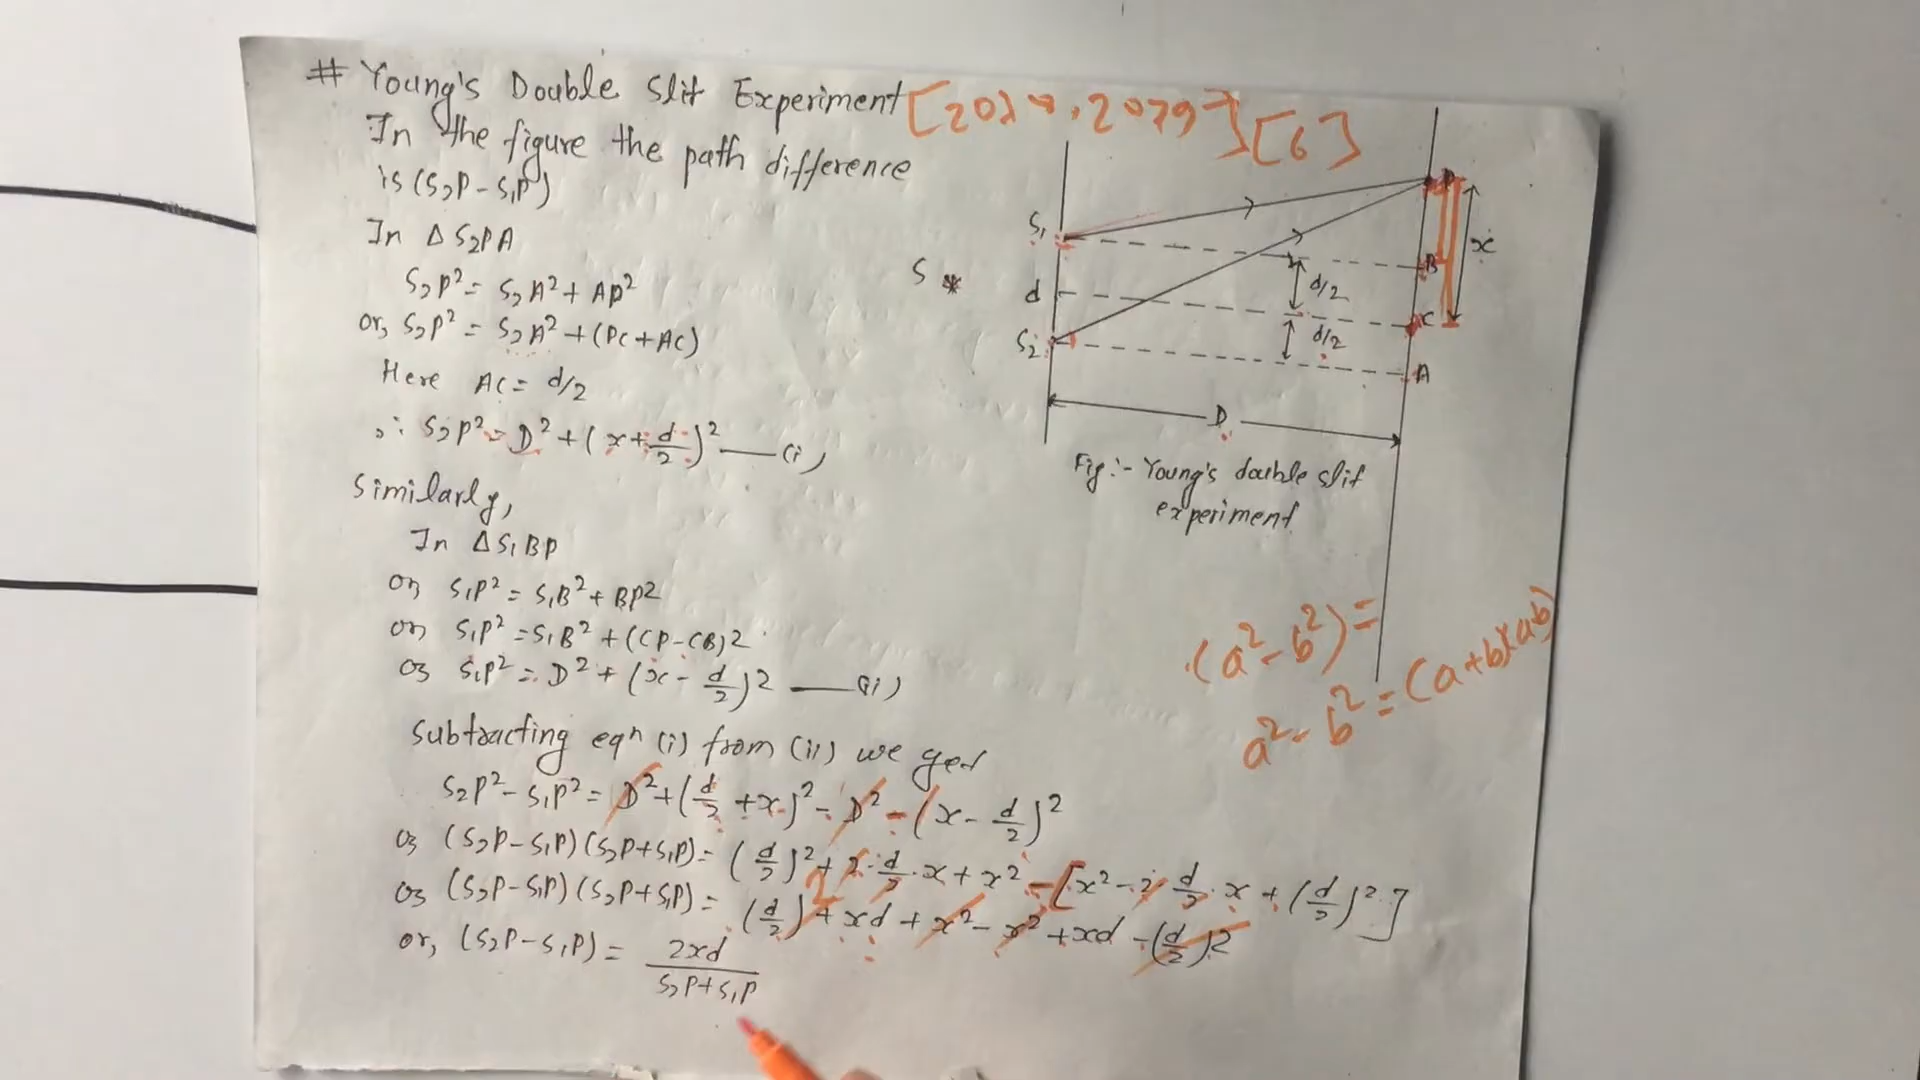 # Young's Double Slit Experiment [2079] [6]
In the figure the path difference
is (S₂P - S₁P)
In Δ S₂PA
S₂P² = S₂A² + AP²
or, S₂P² = S₂A² + (PC + AC)
Here AC = d/2
∴ S₂P² = D² + (x + d/2)² —— (i)
Similarly,
In ΔS₁BP
or, S₁P² = S₁B² + BP²
or, S₁P² = S₁B² + (CP - CB)2
or S₁P² = D² + (x - d/2)2 —— (ii)
Subtracting eqⁿ (i) from (ii) we get
S₂P² - S₁P² = D² + (d/2 + x)² - D² - (x - d/2)²
or (S₂P - S₁P) (S₂P + S₁P) = (d/2)² + 2 · d/2 · x + x² - [x² - 2 · d/2 · x + (d/2)²]
or (S₂P - S₁P) (S₂P + S₁P) = (d/2)² + xd + x² - x² + xd - (d/2)2
or, (S₂P - S₁P) = 2xd / S₂P + S₁P
S *
S₁
d
S₂
P
x
B
d/2
C
d/2
A
D
Fig :- Young's double slit
experiment
(a² - b²) =
a² - b² = (a+b)(a-b)